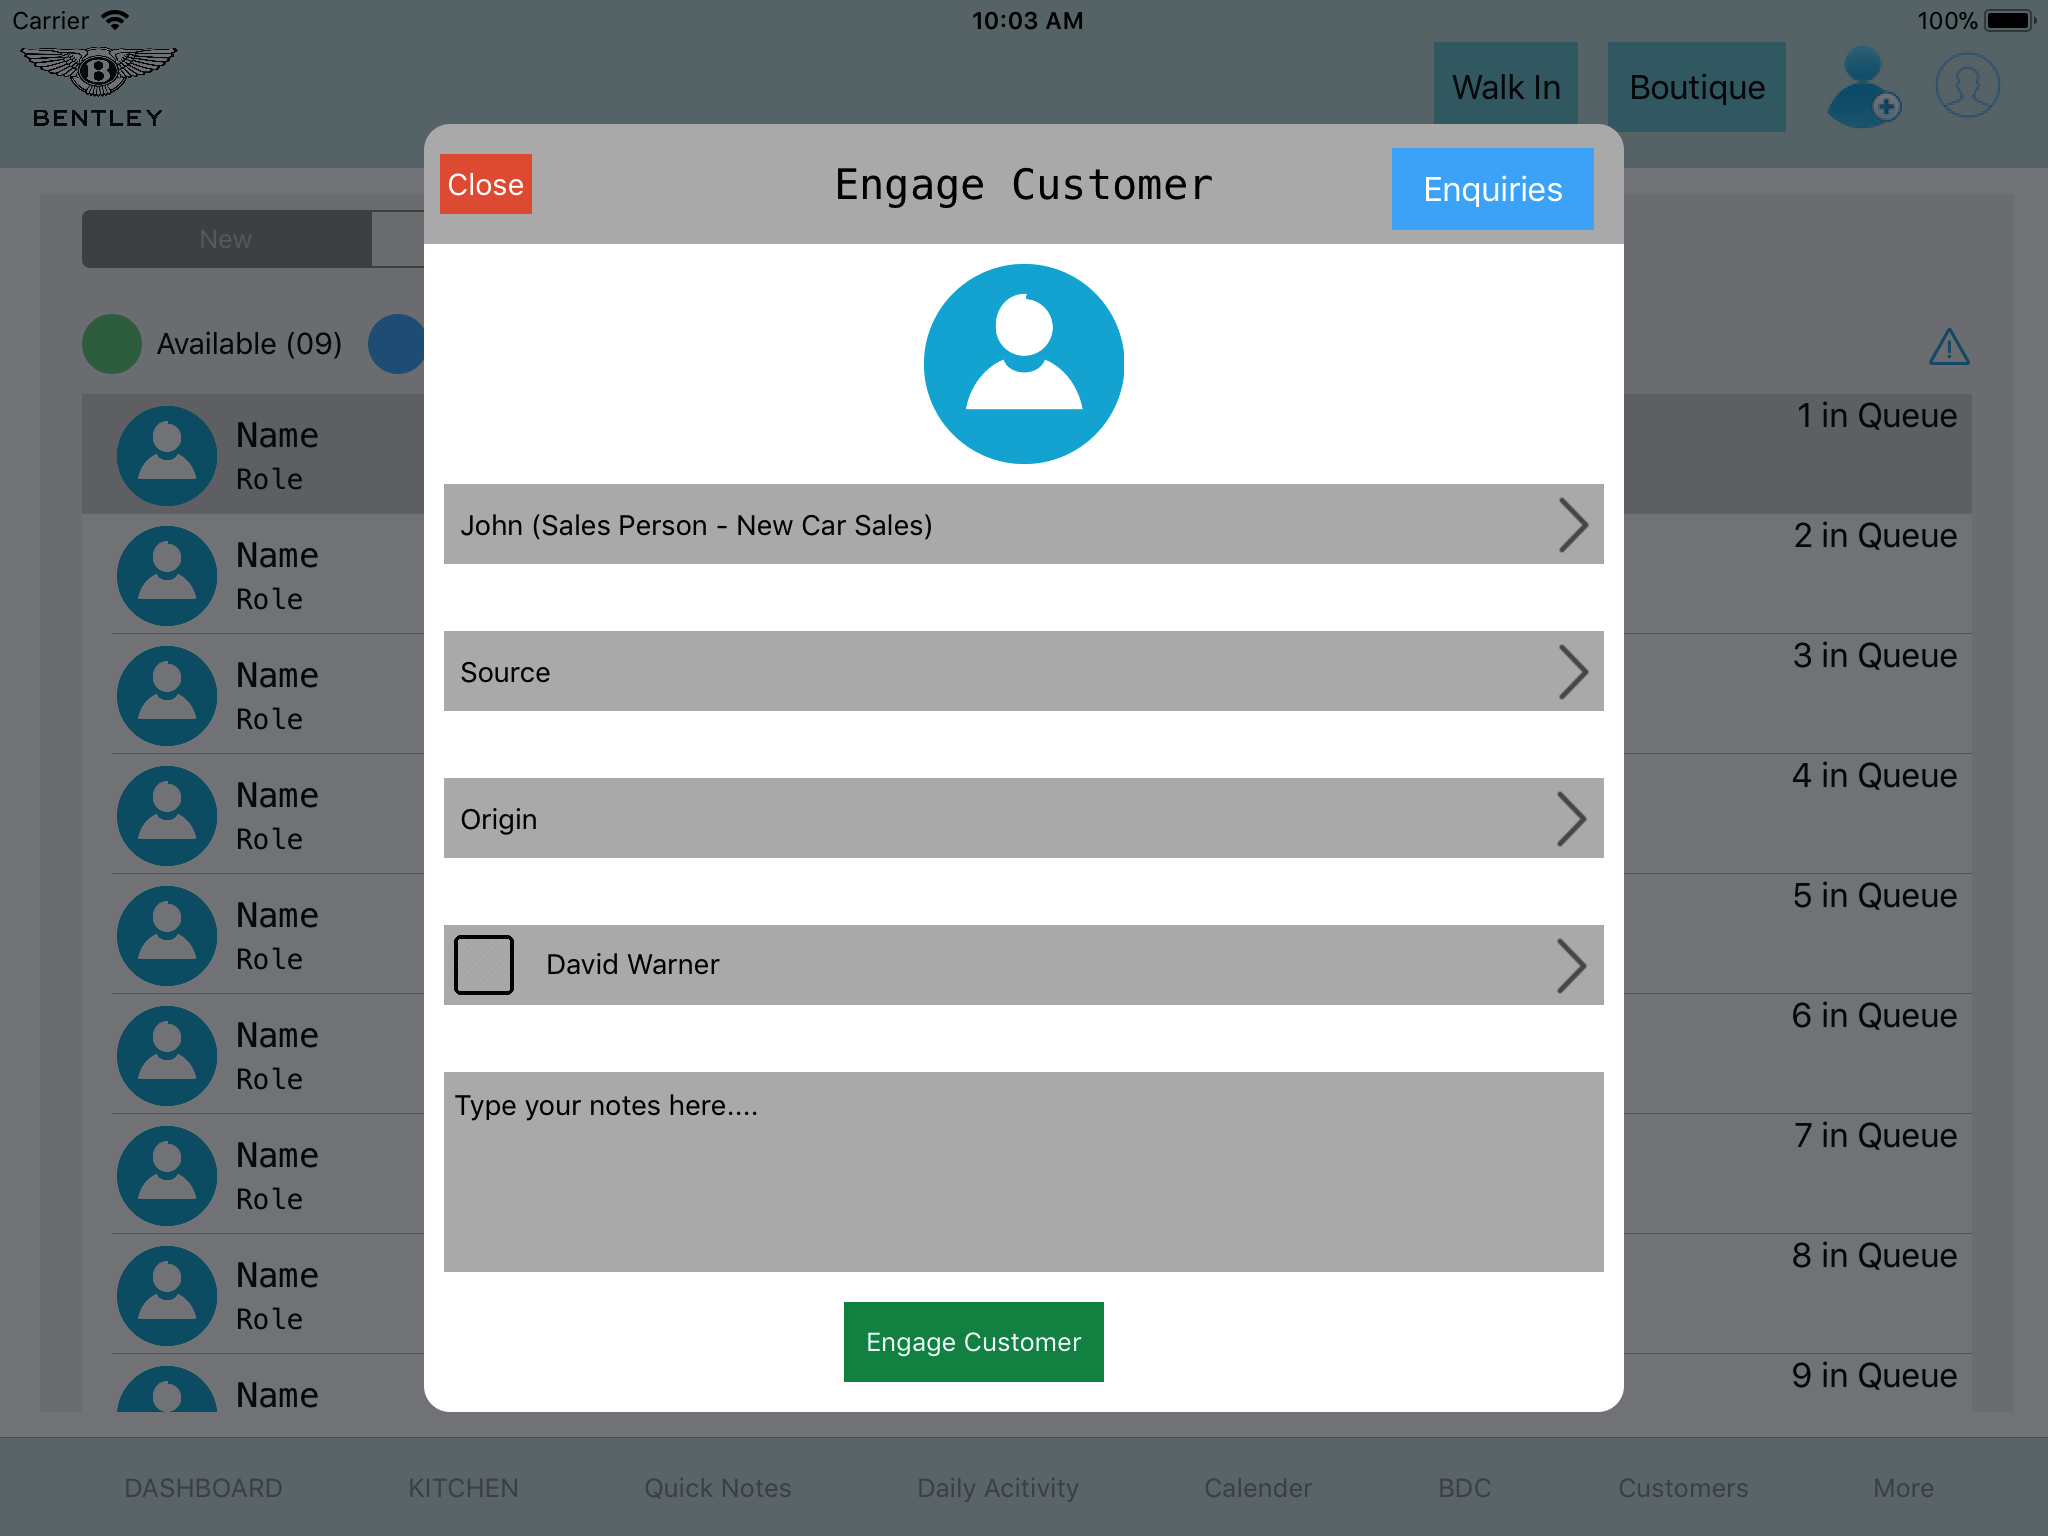 Carrier
10:03 AM
100%
B
BENTLEY
Walk In
Boutique
Close
Engage Customer
Enquiries
New
Available (09)
John (Sales Person - New Car Sales)
Source
Origin
David Warner
Type your notes here....
Engage Customer
Name
Role
1 in Queue
Name
Role
2 in Queue
Name
Role
3 in Queue
Name
Role
4 in Queue
Name
Role
5 in Queue
Name
Role
6 in Queue
Name
Role
7 in Queue
Name
Role
8 in Queue
Name
9 in Queue
DASHBOARD
KITCHEN
Quick Notes
Daily Acitivity
Calender
BDC
Customers
More